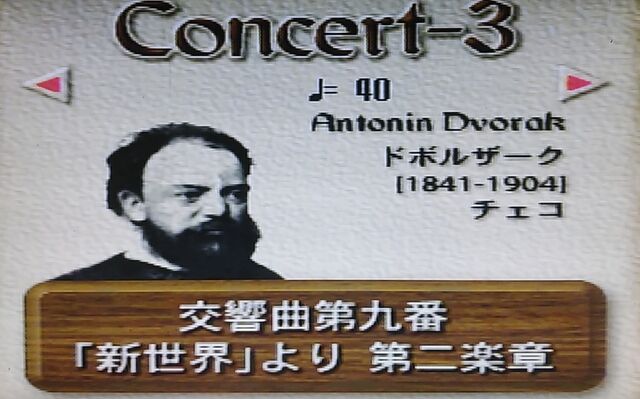 Concert-3
♩= 40
Antonin Dvorak
ドボルザーク
[1841-1904]
チェコ
交響曲第九番
「新世界」より 第二楽章